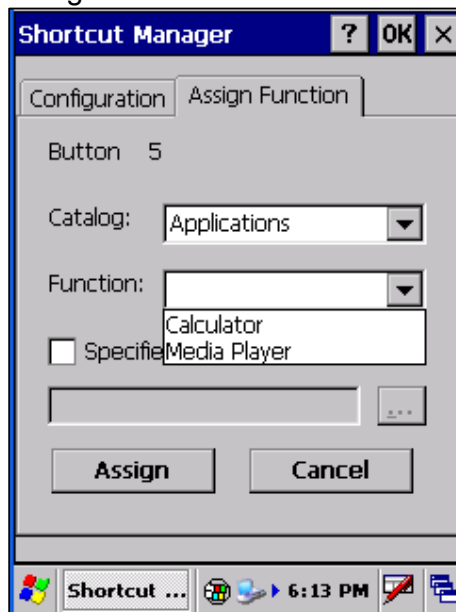 Shortcut Manager ? OK ×
Configuration Assign Function
Button 5
Catalog: Applications
Function:
Calculator
Specifie Media Player
...
Assign Cancel
Shortcut ... 6:13 PM